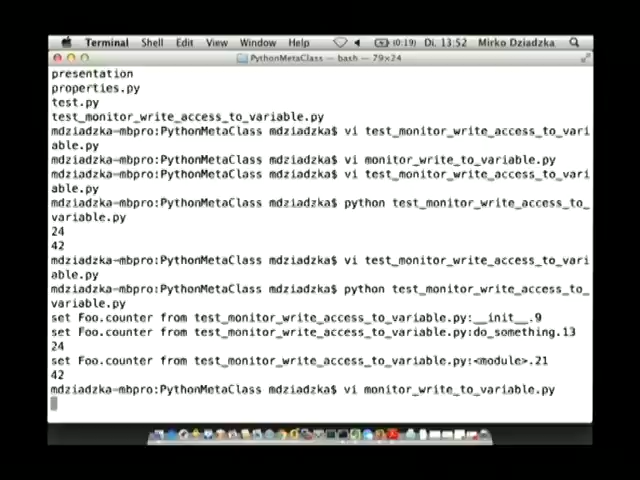 Terminal Shell Edit View Window Help (0:19) Di. 13:52 Mirko Dziadzka
PythonMetaClass — bash — 79×24
presentation
properties.py
test.py
test_monitor_write_access_to_variable.py
mdziadzka-mbpro:PythonMetaClass mdziadzka$ vi test_monitor_write_access_to_vari
able.py
mdziadzka-mbpro:PythonMetaClass mdziadzka$ vi monitor_write_to_variable.py
mdziadzka-mbpro:PythonMetaClass mdziadzka$ vi test_monitor_write_access_to_vari
able.py
mdziadzka-mbpro:PythonMetaClass mdziadzka$ python test_monitor_write_access_to_
variable.py
24
42
mdziadzka-mbpro:PythonMetaClass mdziadzka$ vi test_monitor_write_access_to_vari
able.py
mdziadzka-mbpro:PythonMetaClass mdziadzka$ python test_monitor_write_access_to_
variable.py
set Foo.counter from test_monitor_write_access_to_variable.py:__init__.9
set Foo.counter from test_monitor_write_access_to_variable.py:do_something.13
24
set Foo.counter from test_monitor_write_access_to_variable.py:<module>.21
42
mdziadzka-mbpro:PythonMetaClass mdziadzka$ vi monitor_write_to_variable.py